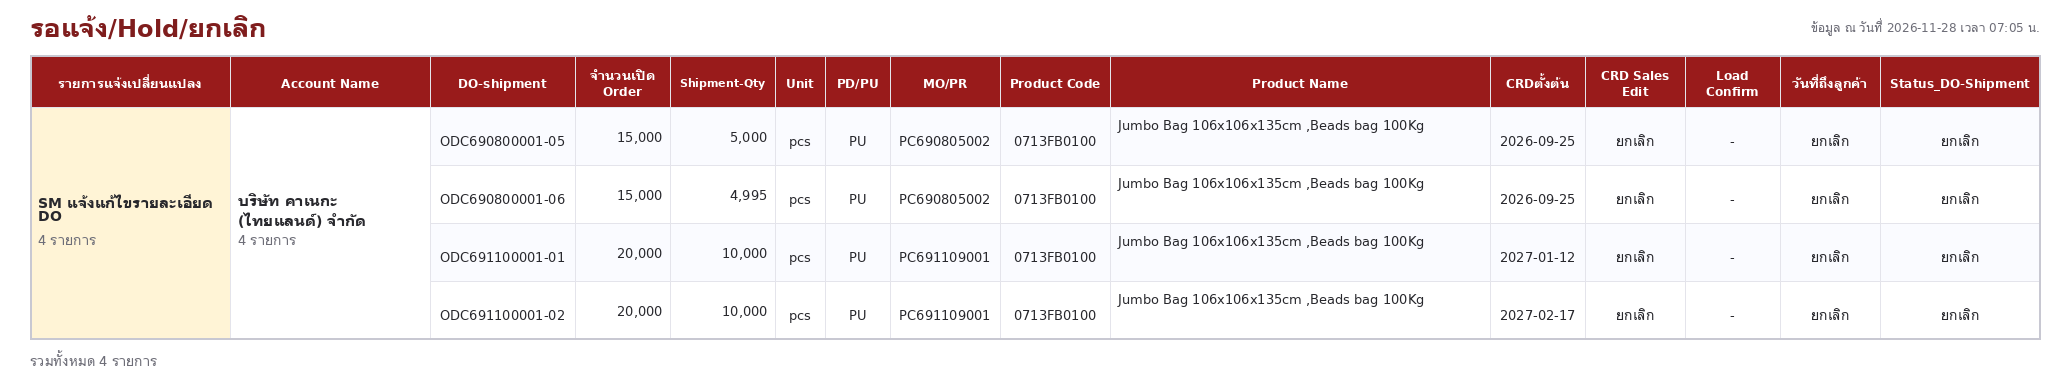 รอแจ้ง/Hold/ยกเลิก
ข้อมูล ณ วันที่ 2026-11-28 เวลา 07:05 น.
รายการแจ้งเปลี่ยนแปลง Account Name DO-shipment จำนวนเปิด Order Shipment-Qty Unit PD/PU MO/PR Product Code Product Name CRDตั้งต้น CRD Sales Edit Load Confirm วันที่ถึงลูกค้า Status_DO-Shipment
SM แจ้งแก้ไขรายละเอียด
DO
4 รายการ
บริษัท คาเนกะ
(ไทยแลนด์) จำกัด
4 รายการ
ODC690800001-05 15,000 5,000 pcs PU PC690805002 0713FB0100 Jumbo Bag 106x106x135cm ,Beads bag 100Kg 2026-09-25 ยกเลิก - ยกเลิก ยกเลิก
ODC690800001-06 15,000 4,995 pcs PU PC690805002 0713FB0100 Jumbo Bag 106x106x135cm ,Beads bag 100Kg 2026-09-25 ยกเลิก - ยกเลิก ยกเลิก
ODC691100001-01 20,000 10,000 pcs PU PC691109001 0713FB0100 Jumbo Bag 106x106x135cm ,Beads bag 100Kg 2027-01-12 ยกเลิก - ยกเลิก ยกเลิก
ODC691100001-02 20,000 10,000 pcs PU PC691109001 0713FB0100 Jumbo Bag 106x106x135cm ,Beads bag 100Kg 2027-02-17 ยกเลิก - ยกเลิก ยกเลิก
รวมทั้งหมด 4 รายการ